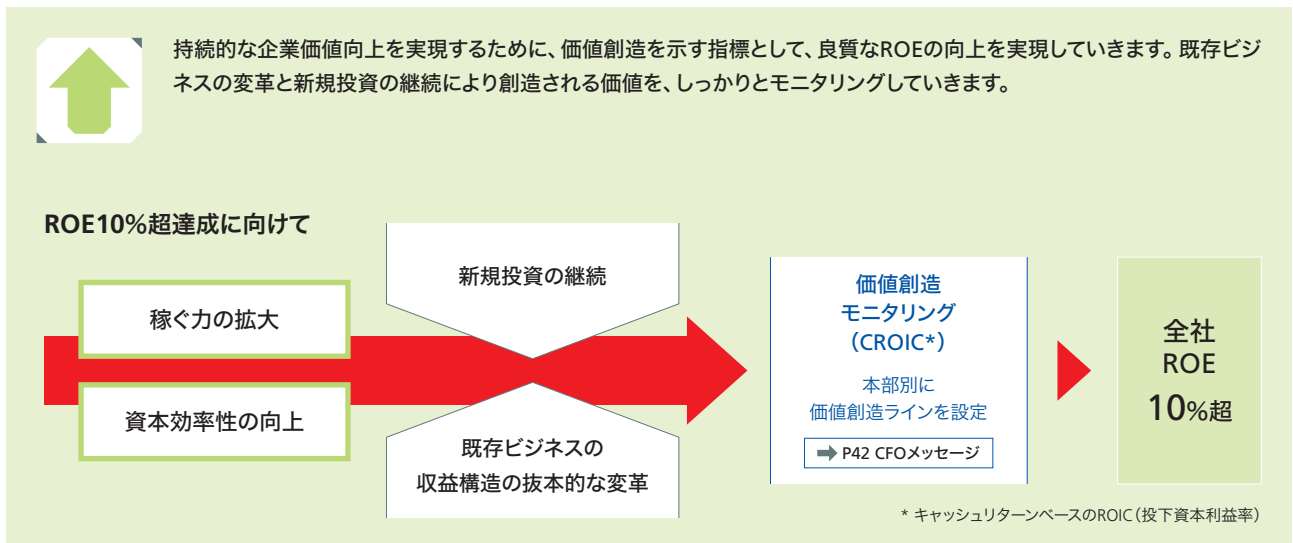 持続的な企業価値向上を実現するために、価値創造を示す指標として、良質なROEの向上を実現していきます。既存ビジ
ネスの変革と新規投資の継続により創造される価値を、しっかりとモニタリングしていきます。
ROE10%超達成に向けて
稼ぐ力の拡大
資本効率性の向上
新規投資の継続
既存ビジネスの
収益構造の抜本的な変革
価値創造
モニタリング
（CROIC*）
本部別に
価値創造ラインを設定
➡ P42 CFOメッセージ
全社
ROE
10%超
* キャッシュリターンベースのROIC（投下資本利益率）